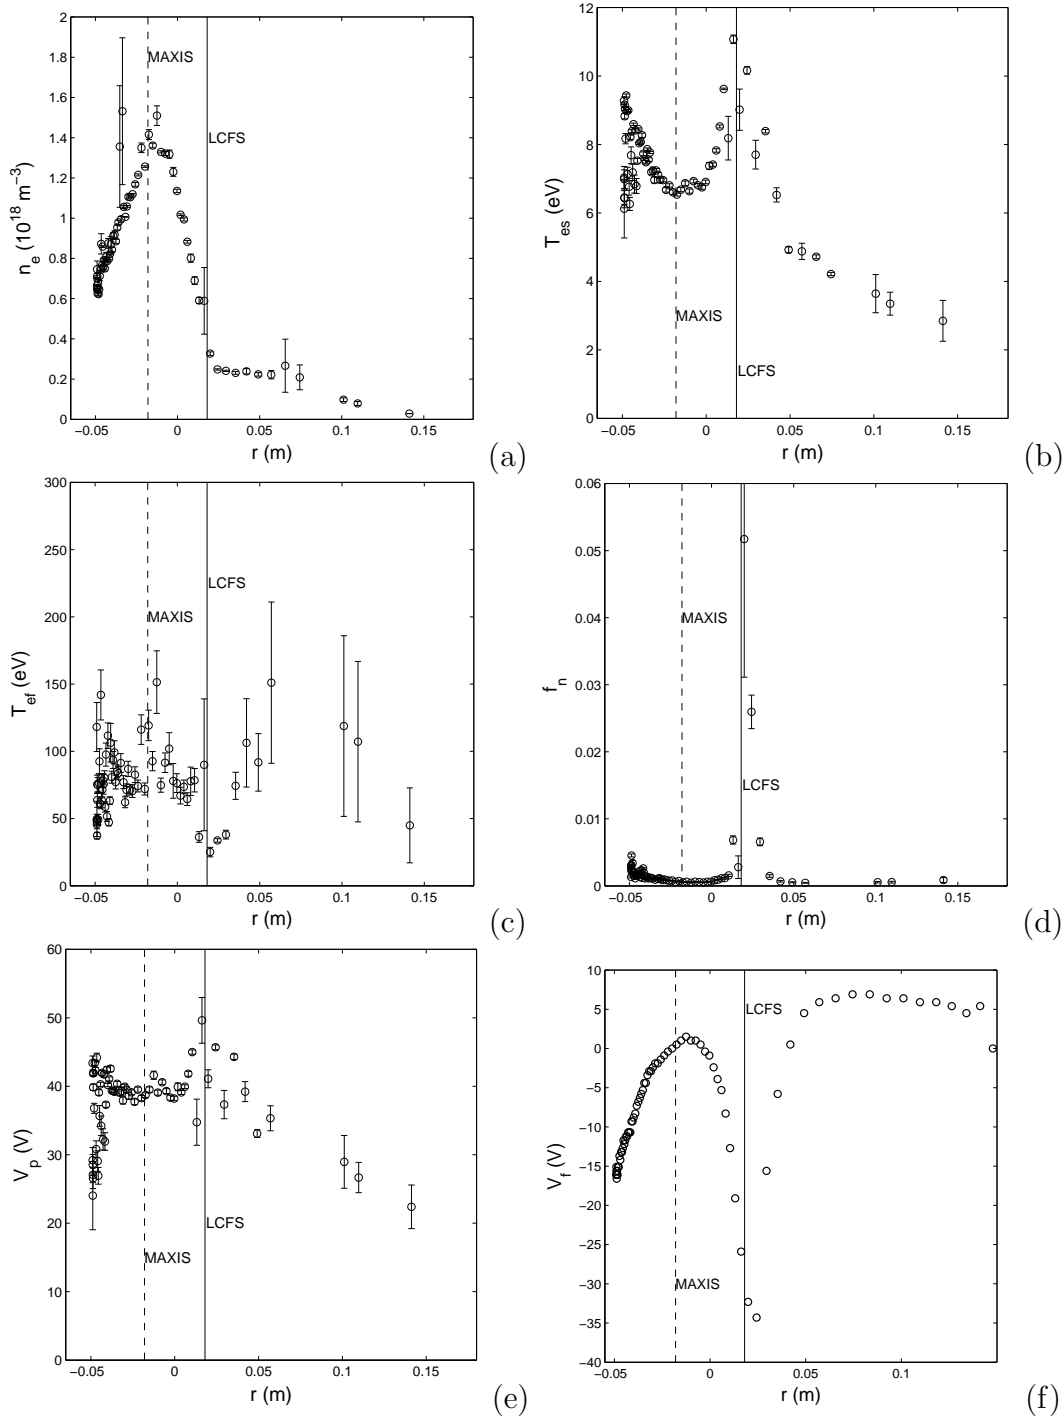 2
1.8
1.6
1.4
1.2
1
0.8
0.6
0.4
0.2
0
n_e (10^18 m^−3)
MAXIS
LCFS
−0.05 0 0.05 0.1 0.15
r (m)
(a)
12
10
8
6
4
2
0
T_es (eV)
MAXIS
LCFS
−0.05 0 0.05 0.1 0.15
r (m)
(b)
300
250
200
150
100
50
0
T_ef (eV)
LCFS
MAXIS
−0.05 0 0.05 0.1 0.15
r (m)
(c)
0.06
0.05
0.04
0.03
0.02
0.01
0
f_n
MAXIS
LCFS
−0.05 0 0.05 0.1 0.15
r (m)
(d)
60
50
40
30
20
10
0
V_p (V)
LCFS
MAXIS
−0.05 0 0.05 0.1 0.15
r (m)
(e)
10
5
0
−5
−10
−15
−20
−25
−30
−35
−40
V_f (V)
LCFS
MAXIS
−0.05 0 0.05 0.1
r (m)
(f)